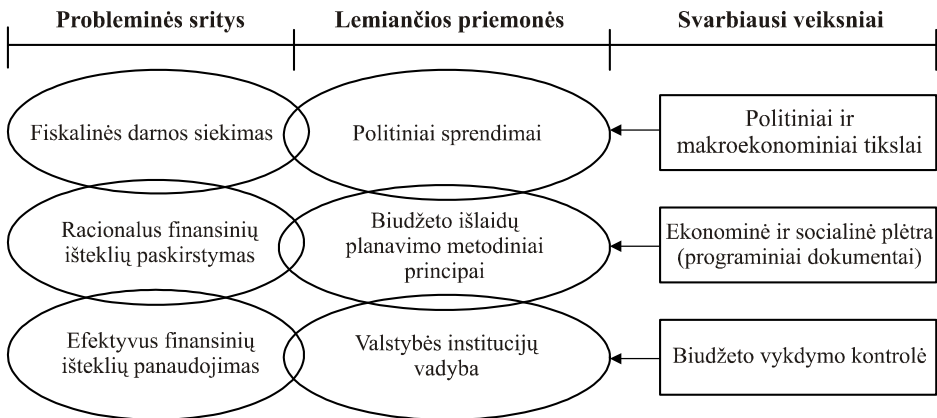 Probleminės sritys
Lemiančios priemonės
Svarbiausi veiksniai
Fiskalinės darnos siekimas
Politiniai sprendimai
Politiniai ir
makroekonominiai tikslai
Racionalus finansinių
išteklių paskirstymas
Biudžeto išlaidų
planavimo metodiniai
principai
Ekonominė ir socialinė plėtra
(programiniai dokumentai)
Efektyvus finansinių
išteklių panaudojimas
Valstybės institucijų
vadyba
Biudžeto vykdymo kontrolė